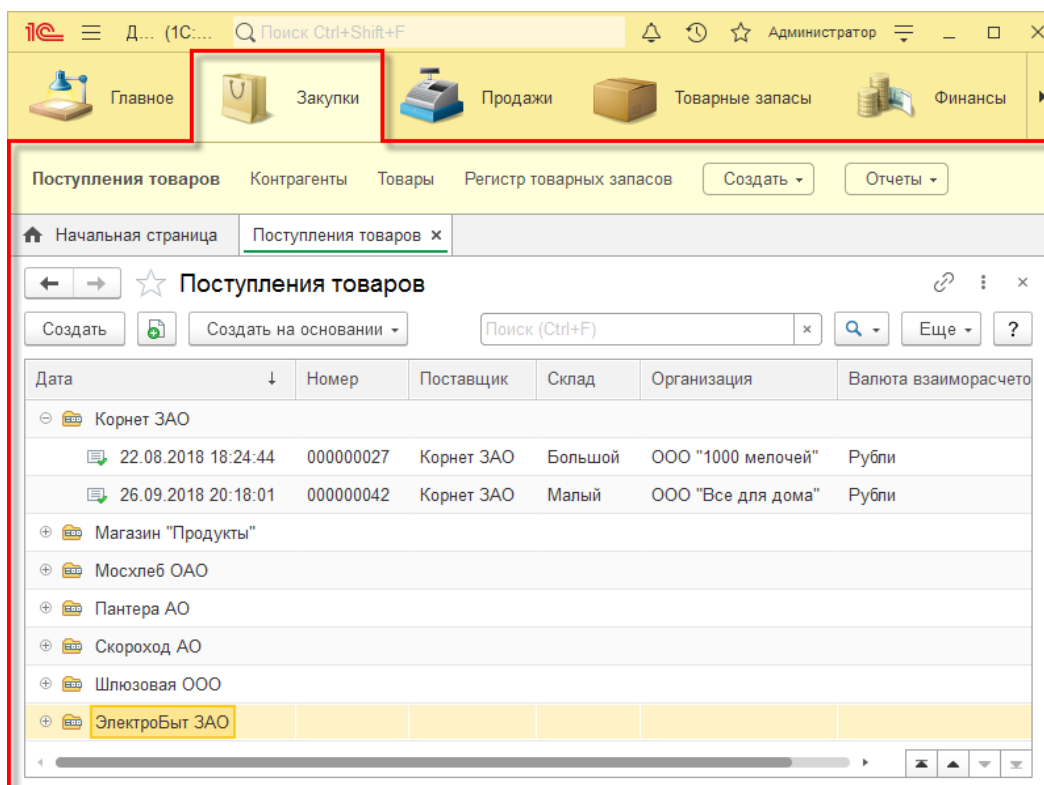 1С Д... (1С:... Поиск Ctrl+Shift+F Администратор
Главное Закупки Продажи Товарные запасы Финансы
Поступления товаров Контрагенты Товары Регистр товарных запасов Создать Отчеты
Начальная страница Поступления товаров ×
Поступления товаров
Создать Создать на основании Поиск (Ctrl+F) × Еще ?
Дата ↓ Номер Поставщик Склад Организация Валюта взаиморасчето
Корнет ЗАО
22.08.2018 18:24:44 000000027 Корнет ЗАО Большой ООО "1000 мелочей" Рубли
26.09.2018 20:18:01 000000042 Корнет ЗАО Малый ООО "Все для дома" Рубли
Магазин "Продукты"
Мосхлеб ОАО
Пантера АО
Скороход АО
Шлюзовая ООО
ЭлектроБыт ЗАО